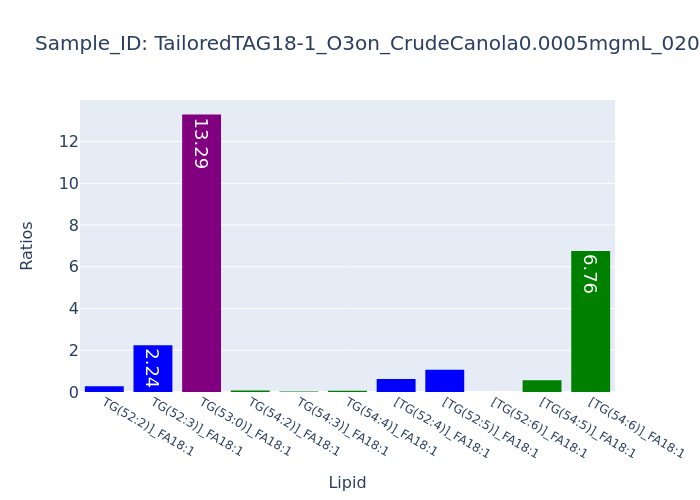 Sample_ID: TailoredTAG18-1_O3on_CrudeCanola0.0005mgmL_020
Ratios
12
10
8
6
4
2
0
13.29
2.24
6.76
TG(52:2)]_FA18:1
TG(52:3)]_FA18:1
TG(53:0)]_FA18:1
TG(54:2)]_FA18:1
TG(54:3)]_FA18:1
TG(54:4)]_FA18:1
[TG(52:4)]_FA18:1
[TG(52:5)]_FA18:1
[TG(52:6)]_FA18:1
[TG(54:5)]_FA18:1
[TG(54:6)]_FA18:1
Lipid